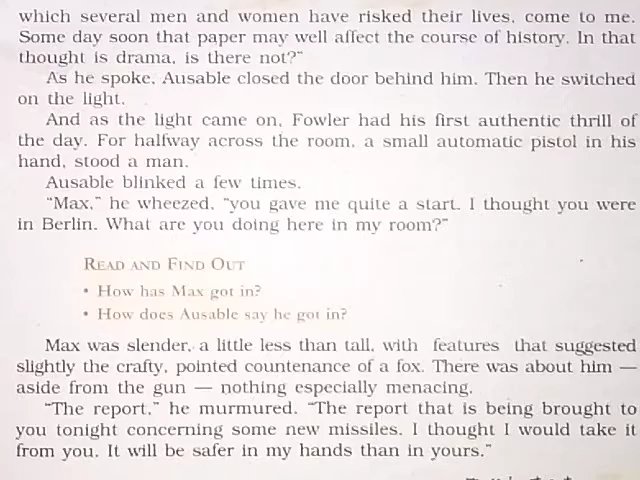 which several men and women have risked their lives, come to me.
Some day soon that paper may well affect the course of history. In that
thought is drama, is there not?"
As he spoke, Ausable closed the door behind him. Then he switched
on the light.
And as the light came on, Fowler had his first authentic thrill of
the day. For halfway across the room, a small automatic pistol in his
hand, stood a man.
Ausable blinked a few times.
"Max," he wheezed, "you gave me quite a start. I thought you were
in Berlin. What are you doing here in my room?"
READ AND FIND OUT
• How has Max got in?
• How does Ausable say he got in?
Max was slender, a little less than tall, with features that suggested
slightly the crafty, pointed countenance of a fox. There was about him —
aside from the gun — nothing especially menacing.
"The report," he murmured. "The report that is being brought to
you tonight concerning some new missiles. I thought I would take it
from you. It will be safer in my hands than in yours."